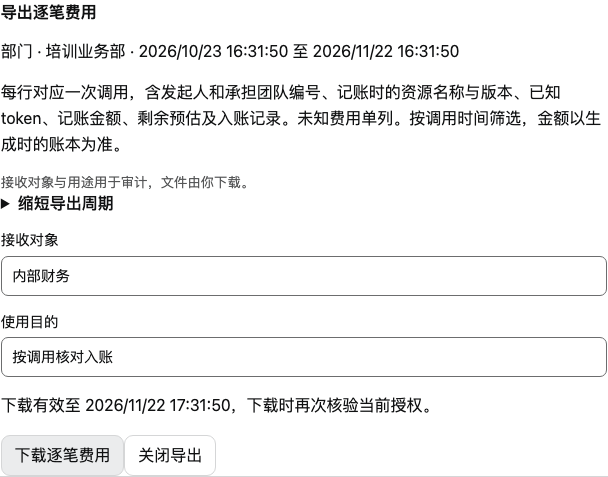 导出逐笔费用
部门 · 培训业务部 · 2026/10/23 16:31:50 至 2026/11/22 16:31:50
每行对应一次调用，含发起人和承担团队编号、记账时的资源名称与版本、已知
token、记账金额、剩余预估及入账记录。未知费用单列。按调用时间筛选，金额以生
成时的账本为准。
接收对象与用途用于审计，文件由你下载。
▶ 缩短导出周期
接收对象
内部财务
使用目的
按调用核对入账
下载有效至 2026/11/22 17:31:50，下载时再次核验当前授权。
下载逐笔费用 关闭导出